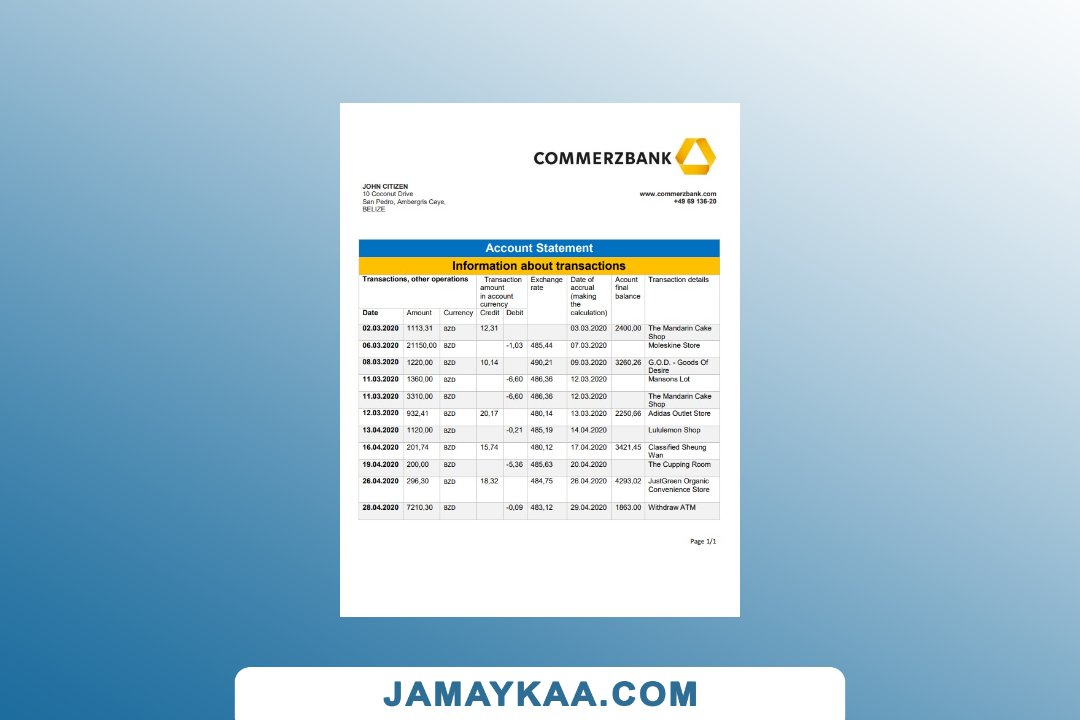 COMMERZBANK
JOHN CITIZEN
10 Coconut Drive
San Pedro, Ambergris Caye,
BELIZE
www.commerzbank.com
+49 69 136-20
Account Statement
Information about transactions
Transactions, other operations Transaction amount in account currency Exchange rate Date of accrual (making the calculation) Acount final balance Transaction details
Date Amount Currency Credit Debit
02.03.2020 1113,31 BZD 12,31 03.03.2020 2400,00 The Mandarin Cake Shop
06.03.2020 21150,00 BZD -1,03 485,44 07.03.2020 Moleskine Store
08.03.2020 1220,00 BZD 10,14 490,21 09.03.2020 3260,26 G.O.D. - Goods Of Desire
11.03.2020 1360,00 BZD -6,60 486,36 12.03.2020 Mansons Lot
11.03.2020 3310,00 BZD -6,60 486,36 12.03.2020 The Mandarin Cake Shop
12.03.2020 932,41 BZD 20,17 480,14 13.03.2020 2250,66 Adidas Outlet Store
13.04.2020 1120,00 BZD -0,21 485,19 14.04.2020 Lululemon Shop
16.04.2020 201,74 BZD 15,74 480,12 17.04.2020 3421,45 Classified Sheung Wan
19.04.2020 200,00 BZD -5,36 485,63 20.04.2020 The Cupping Room
26.04.2020 296,30 BZD 18,32 484,75 26.04.2020 4293,02 JustGreen Organic Convenience Store
28.04.2020 7210,30 BZD -0,09 483,12 29.04.2020 1863,00 Withdraw ATM
Page 1/1
JAMAYKAA.COM